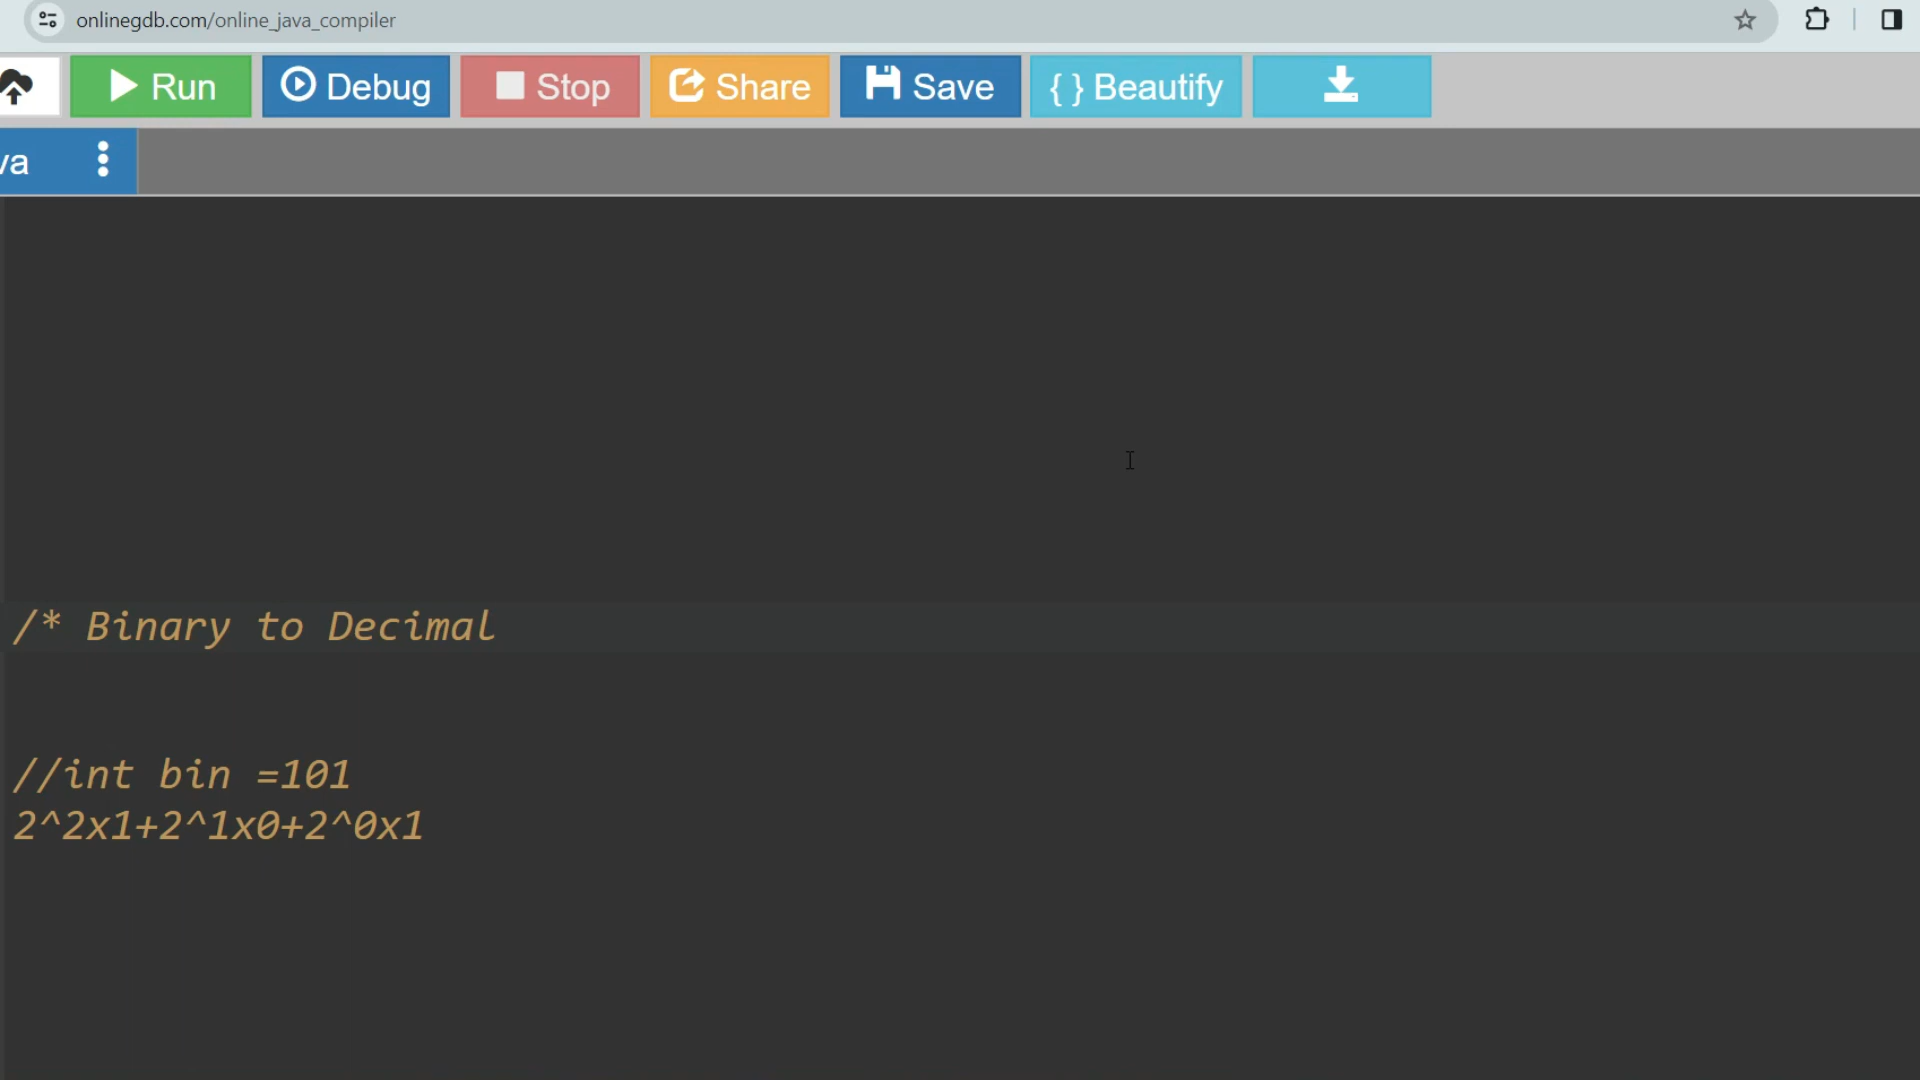 onlinegdb.com/online_java_compiler
Run
Debug
Stop
Share
Save
{ } Beautify
va
/* Binary to Decimal
//int bin =101
2^2x1+2^1x0+2^0x1